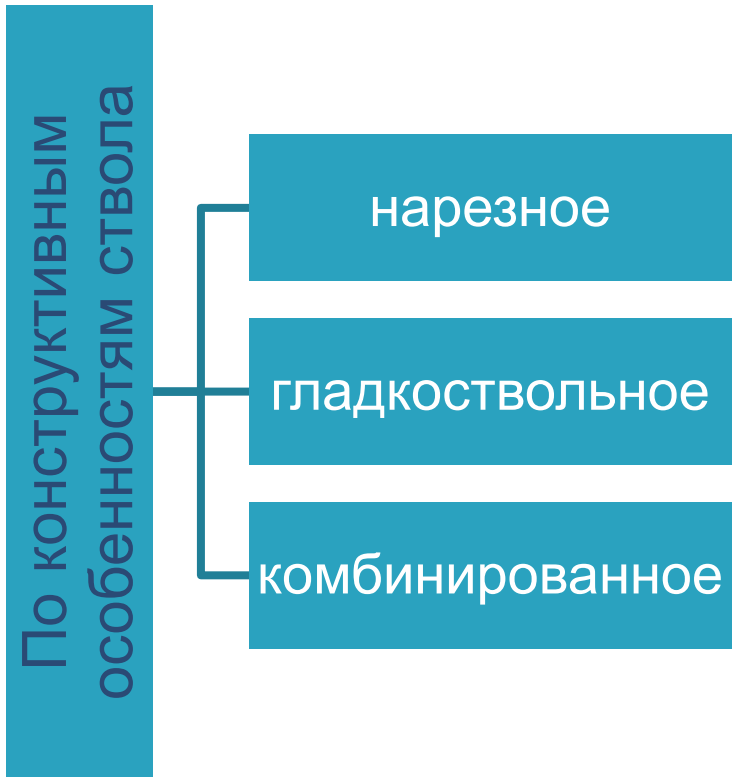 По конструктивным
особенностям ствола
нарезное
гладкоствольное
комбинированное